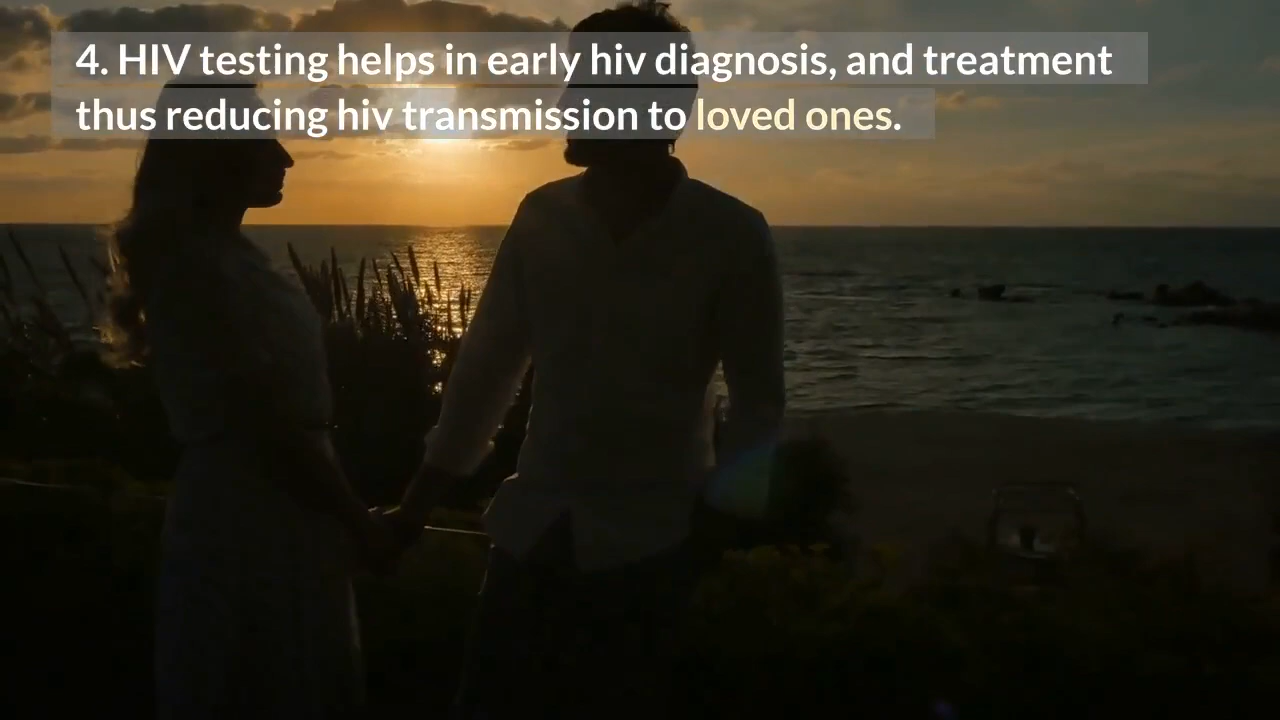 4. HIV testing helps in early hiv diagnosis, and treatment
thus reducing hiv transmission to loved ones.